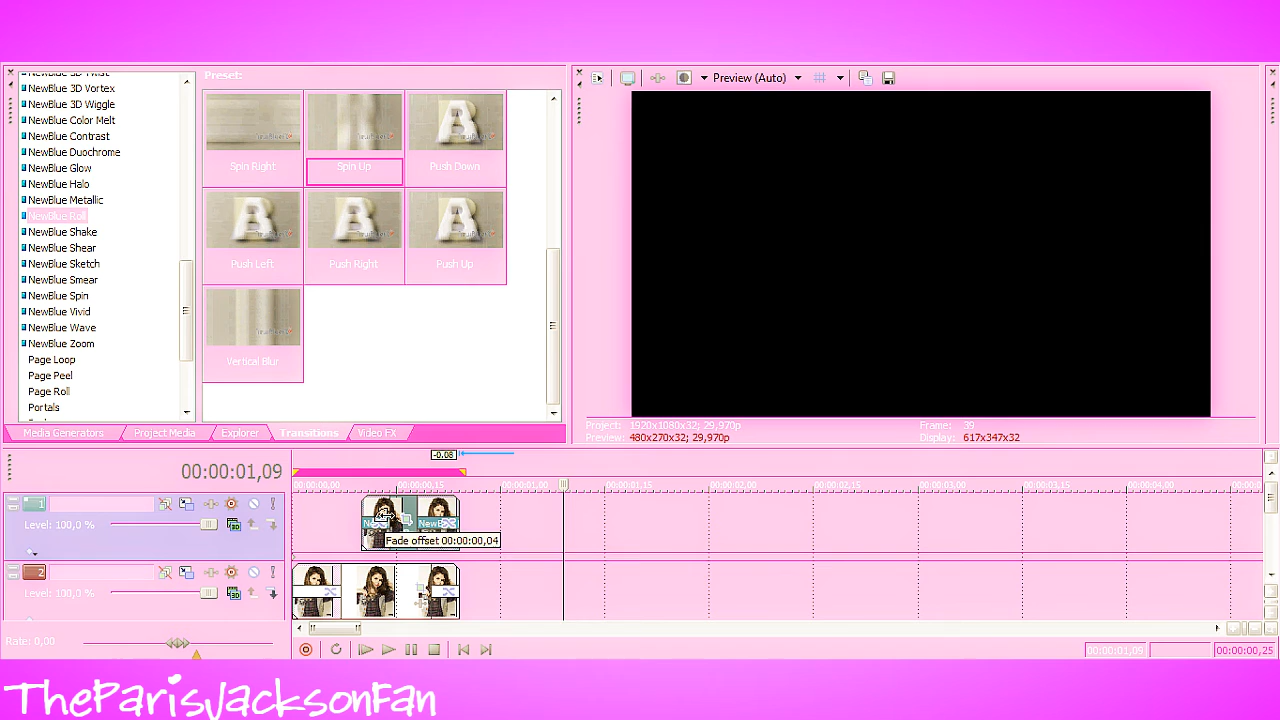 NewBlue 3D Vortex
NewBlue 3D Wiggle
NewBlue Color Melt
NewBlue Contrast
NewBlue Duochrome
NewBlue Glow
NewBlue Halo
NewBlue Metallic
NewBlue Roll
NewBlue Shake
NewBlue Shear
NewBlue Sketch
NewBlue Smear
NewBlue Spin
NewBlue Vivid
NewBlue Wave
NewBlue Zoom
Page Loop
Page Peel
Page Roll
Portals
Preset:
Spin Right Spin Up Push Down
Push Left Push Right Push Up
Vertical Blur
Media Generators Project Media Explorer Transitions Video FX
Preview (Auto)
Project: 1920x1080x32; 29,970p Frame: 39
Preview: 480x270x32; 29,970p Display: 617x347x32
-0.08
00:00:01,09
00:00:00,00 00:00:00,15 00:00:01,00 00:00:01,15 00:00:02,00 00:00:02,15 00:00:03,00 00:00:03,15 00:00:04,00
1
Level: 100,0 %
Fade offset 00:00:00,04
2
Level: 100,0 %
Rate: 0,00
00:00:01,09 00:00:00,25
TheParisJacksonFan